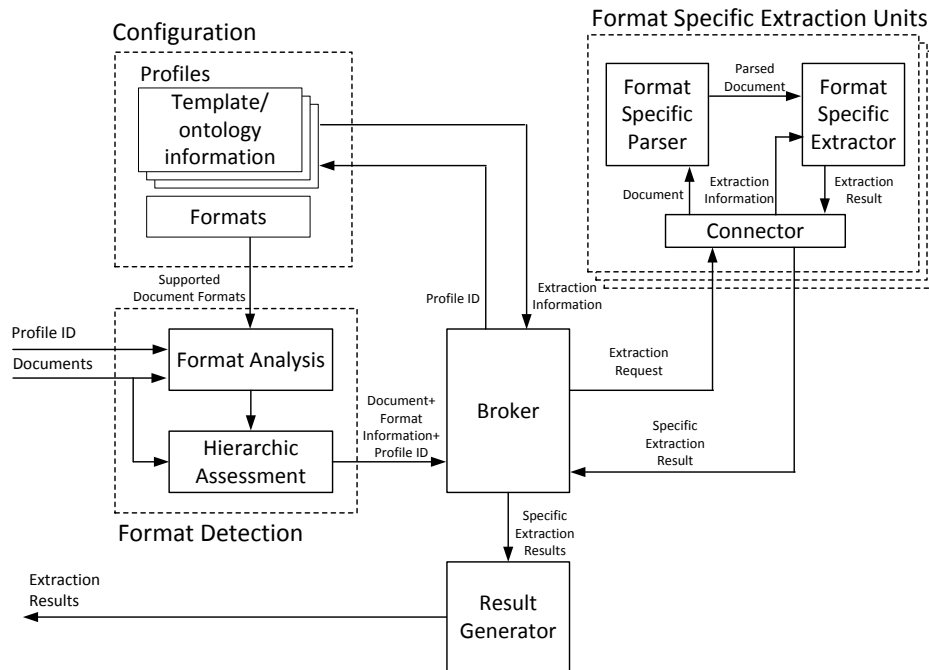 Configuration
Profiles
Template/
ontology
information
Formats
Supported
Document Formats
Profile ID
Documents
Format Analysis
Hierarchic
Assessment
Format Detection
Document+
Format
Information+
Profile ID
Profile ID
Extraction
Information
Broker
Extraction
Request
Specific
Extraction
Result
Specific
Extraction
Results
Result
Generator
Extraction
Results
Format Specific Extraction Units
Format
Specific
Parser
Parsed
Document
Format
Specific
Extractor
Document
Extraction
Information
Extraction
Result
Connector